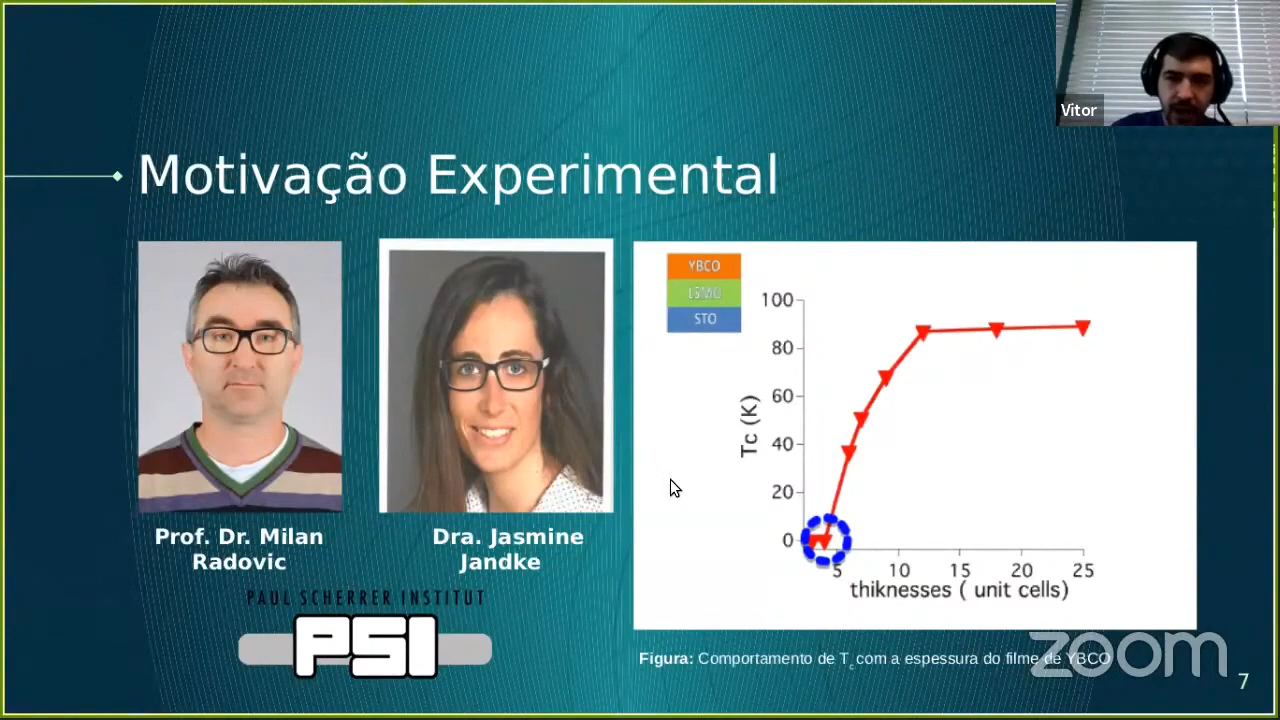 Vitor
Motivação Experimental
Prof. Dr. Milan
Radovic
Dra. Jasmine
Jandke
PAUL SCHERRER INSTITUT
PSI
YBCO
LSMO
STO
100
80
60
40
20
0
Tc (K)
5 10 15 20 25
thiknesses ( unit cells)
Figura: Comportamento de Tc com a espessura do filme de YBCO
zoom
7